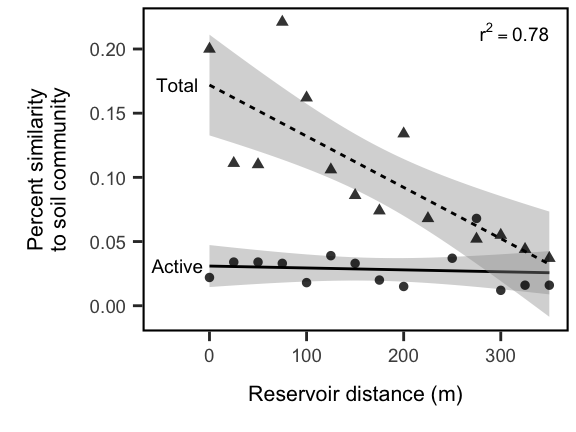 r² = 0.78
0.20
Total
0.15
0.10
0.05
Active
0.00
Percent similarity
to soil community
0 100 200 300
Reservoir distance (m)